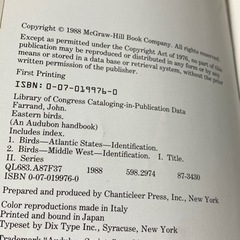 Copyright © 1988 McGraw-Hill Book Company. All rights reserved.
Except as permitted under the Copyright Act of 1976, no part of this
publication may be reproduced or distributed in any form or by any
means or stored in a data base or retrieval system, without the prior
written permission of the publisher.
First Printing
ISBN: 0-07-019976-0
Library of Congress Cataloging-in-Publication Data
Farrand, John.
Eastern birds.
(An Audubon handbook)
Includes index.
1. Birds—Atlantic States—Identification.
2. Birds—Middle West—Identification. 1. Title.
II. Series
QL683.A87F37 1988 598.2974 87-3430
ISBN 0-07-019976-0
Prepared and produced by Chanticleer Press, Inc., New York
Color reproductions made in Italy
Printed and bound in Japan
Typeset by Dix Type Inc., Syracuse, New York
Trademark "Audubon